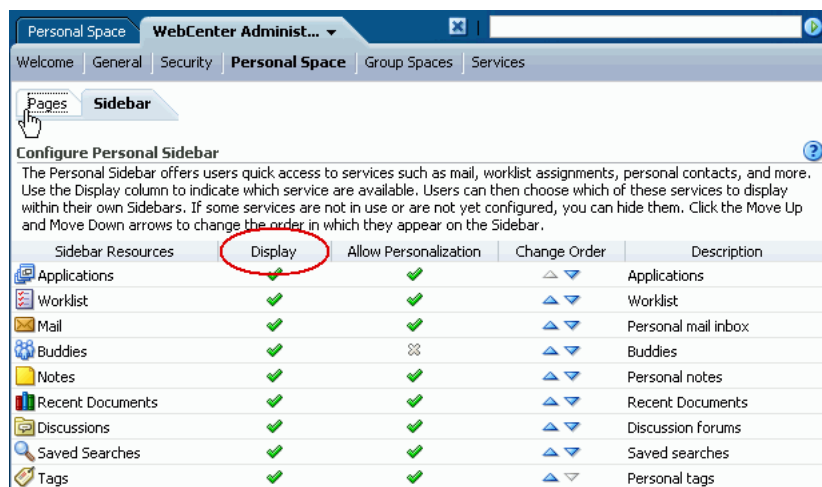 Personal Space WebCenter Administ...
Welcome General Security Personal Space Group Spaces Services
Pages Sidebar
Configure Personal Sidebar
The Personal Sidebar offers users quick access to services such as mail, worklist assignments, personal contacts, and more.
Use the Display column to indicate which service are available. Users can then choose which of these services to display
within their own Sidebars. If some services are not in use or are not yet configured, you can hide them. Click the Move Up
and Move Down arrows to change the order in which they appear on the Sidebar.
Sidebar Resources Display Allow Personalization Change Order Description
Applications Applications
Worklist Worklist
Mail Personal mail inbox
Buddies Buddies
Notes Personal notes
Recent Documents Recent Documents
Discussions Discussion forums
Saved Searches Saved searches
Tags Personal tags